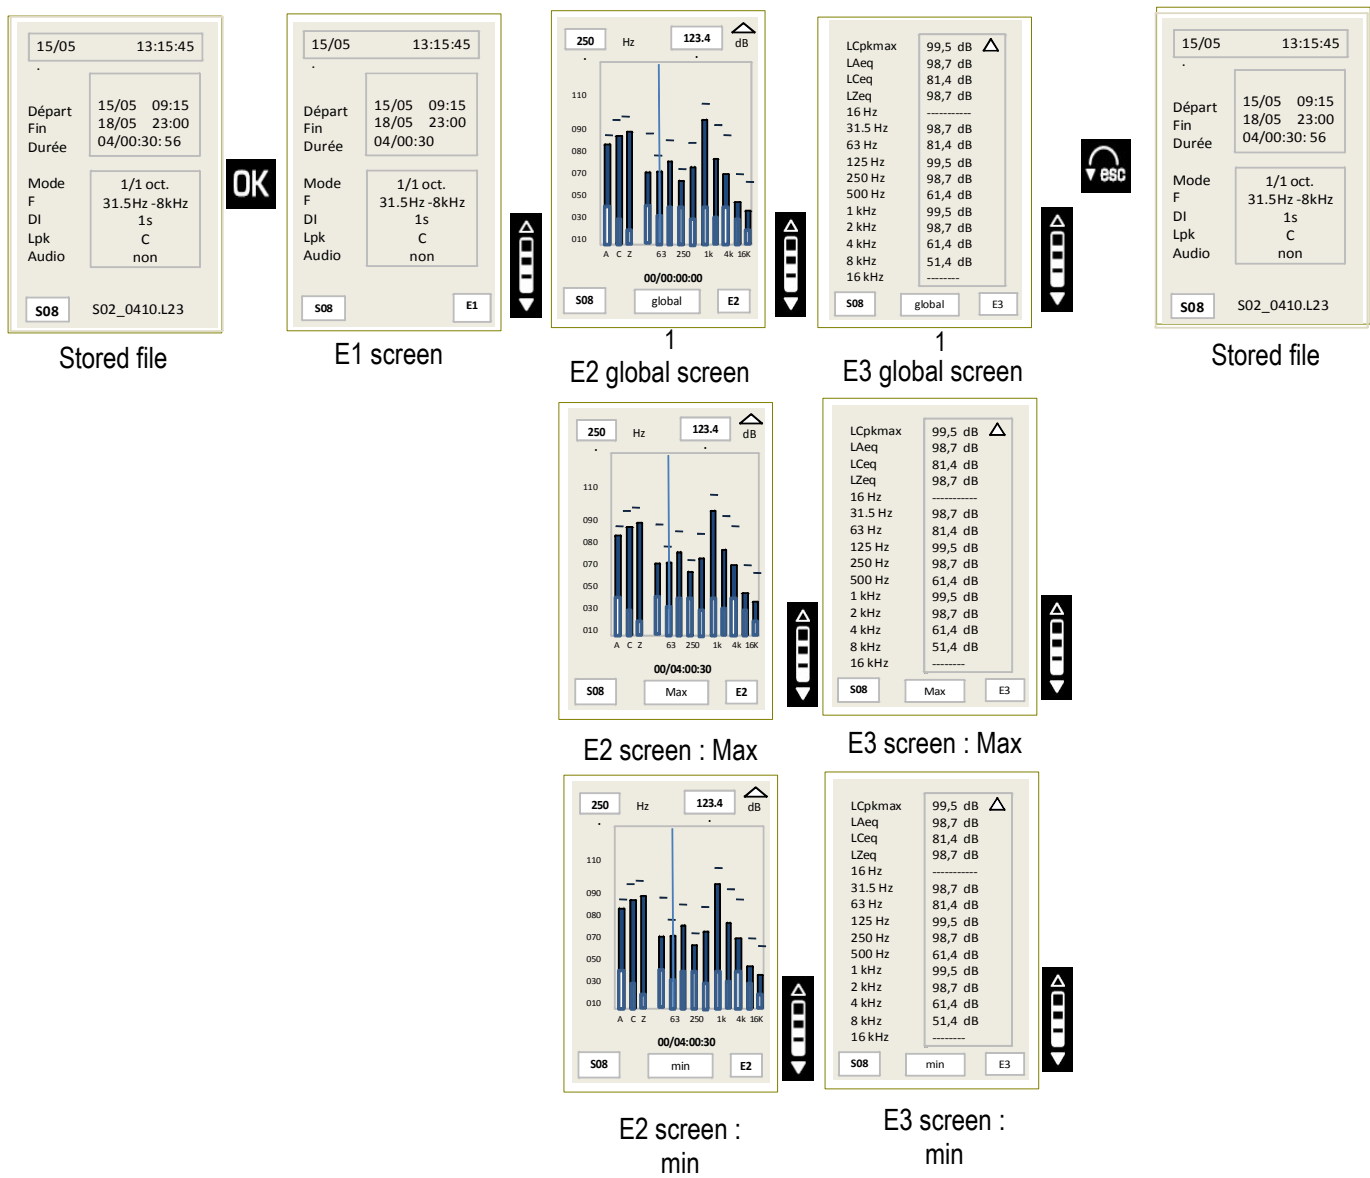 15/05 13:15:45
.
Départ 15/05 09:15
Fin 18/05 23:00
Durée 04/00:30:56
Mode 1/1 oct.
F 31.5Hz -8kHz
DI 1s
Lpk C
Audio non
S08 S02_0410.L23
Stored file
OK
15/05 13:15:45
.
Départ 15/05 09:15
Fin 18/05 23:00
Durée 04/00:30
Mode 1/1 oct.
F 31.5Hz -8kHz
DI 1s
Lpk C
Audio non
S08 E1
E1 screen
250 Hz 123.4 dB
110
090
080
070
050
030
010
A C Z 63 250 1k 4k 16K
00/00:00:00
S08 global E2
1
E2 global screen
LCpkmax 99,5 dB
LAeq 98,7 dB
LCeq 81,4 dB
LZeq 98,7 dB
16 Hz -----------
31.5 Hz 98,7 dB
63 Hz 81,4 dB
125 Hz 99,5 dB
250 Hz 98,7 dB
500 Hz 61,4 dB
1 kHz 99,5 dB
2 kHz 98,7 dB
4 kHz 61,4 dB
8 kHz 51,4 dB
16 kHz --------
S08 global E3
1
E3 global screen
esc
15/05 13:15:45
.
Départ 15/05 09:15
Fin 18/05 23:00
Durée 04/00:30:56
Mode 1/1 oct.
F 31.5Hz -8kHz
DI 1s
Lpk C
Audio non
S08 S02_0410.L23
Stored file
250 Hz 123.4 dB
110
090
080
070
050
030
010
A C Z 63 250 1k 4k 16K
00/04:00:30
S08 Max E2
E2 screen : Max
LCpkmax 99,5 dB
LAeq 98,7 dB
LCeq 81,4 dB
LZeq 98,7 dB
16 Hz -----------
31.5 Hz 98,7 dB
63 Hz 81,4 dB
125 Hz 99,5 dB
250 Hz 98,7 dB
500 Hz 61,4 dB
1 kHz 99,5 dB
2 kHz 98,7 dB
4 kHz 61,4 dB
8 kHz 51,4 dB
16 kHz --------
S08 Max E3
E3 screen : Max
250 Hz 123.4 dB
110
090
080
070
050
030
010
A C Z 63 250 1k 4k 16K
00/04:00:30
S08 min E2
E2 screen :
min
LCpkmax 99,5 dB
LAeq 98,7 dB
LCeq 81,4 dB
LZeq 98,7 dB
16 Hz -----------
31.5 Hz 98,7 dB
63 Hz 81,4 dB
125 Hz 99,5 dB
250 Hz 98,7 dB
500 Hz 61,4 dB
1 kHz 99,5 dB
2 kHz 98,7 dB
4 kHz 61,4 dB
8 kHz 51,4 dB
16 kHz --------
S08 min E3
E3 screen :
min